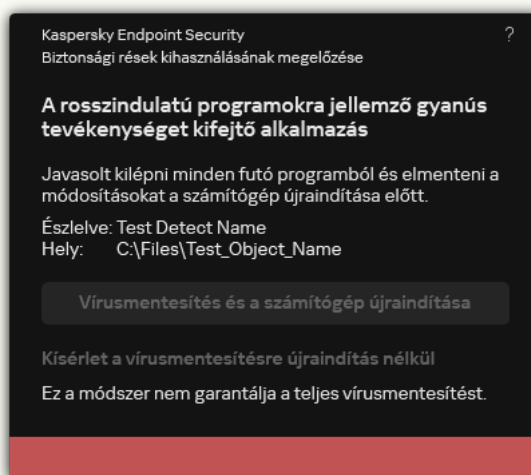 Kaspersky Endpoint Security
?
Biztonsági rések kihasználásának megelőzése
A rosszindulatú programokra jellemző gyanús
tevékenységet kifejtő alkalmazás
Javasolt kilépni minden futó programból és elmenteni a
módosításokat a számítógép újraindítása előtt.
Észlelve: Test Detect Name
Hely: C:\Files\Test_Object_Name
Vírusmentesítés és a számítógép újraindítása
Kísérlet a vírusmentesítésre újraindítás nélkül
Ez a módszer nem garantálja a teljes vírusmentesítést.